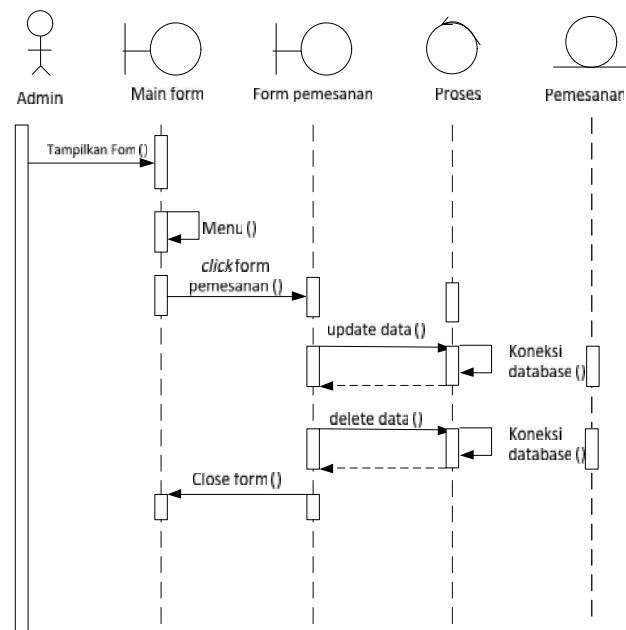 Admin
Main form
Form pemesanan
Proses
Pemesanan
Tampilkan Fom ()
Menu ()
click form
pemesanan ()
update data ()
Koneksi
database ()
delete data ()
Koneksi
database ()
Close form ()